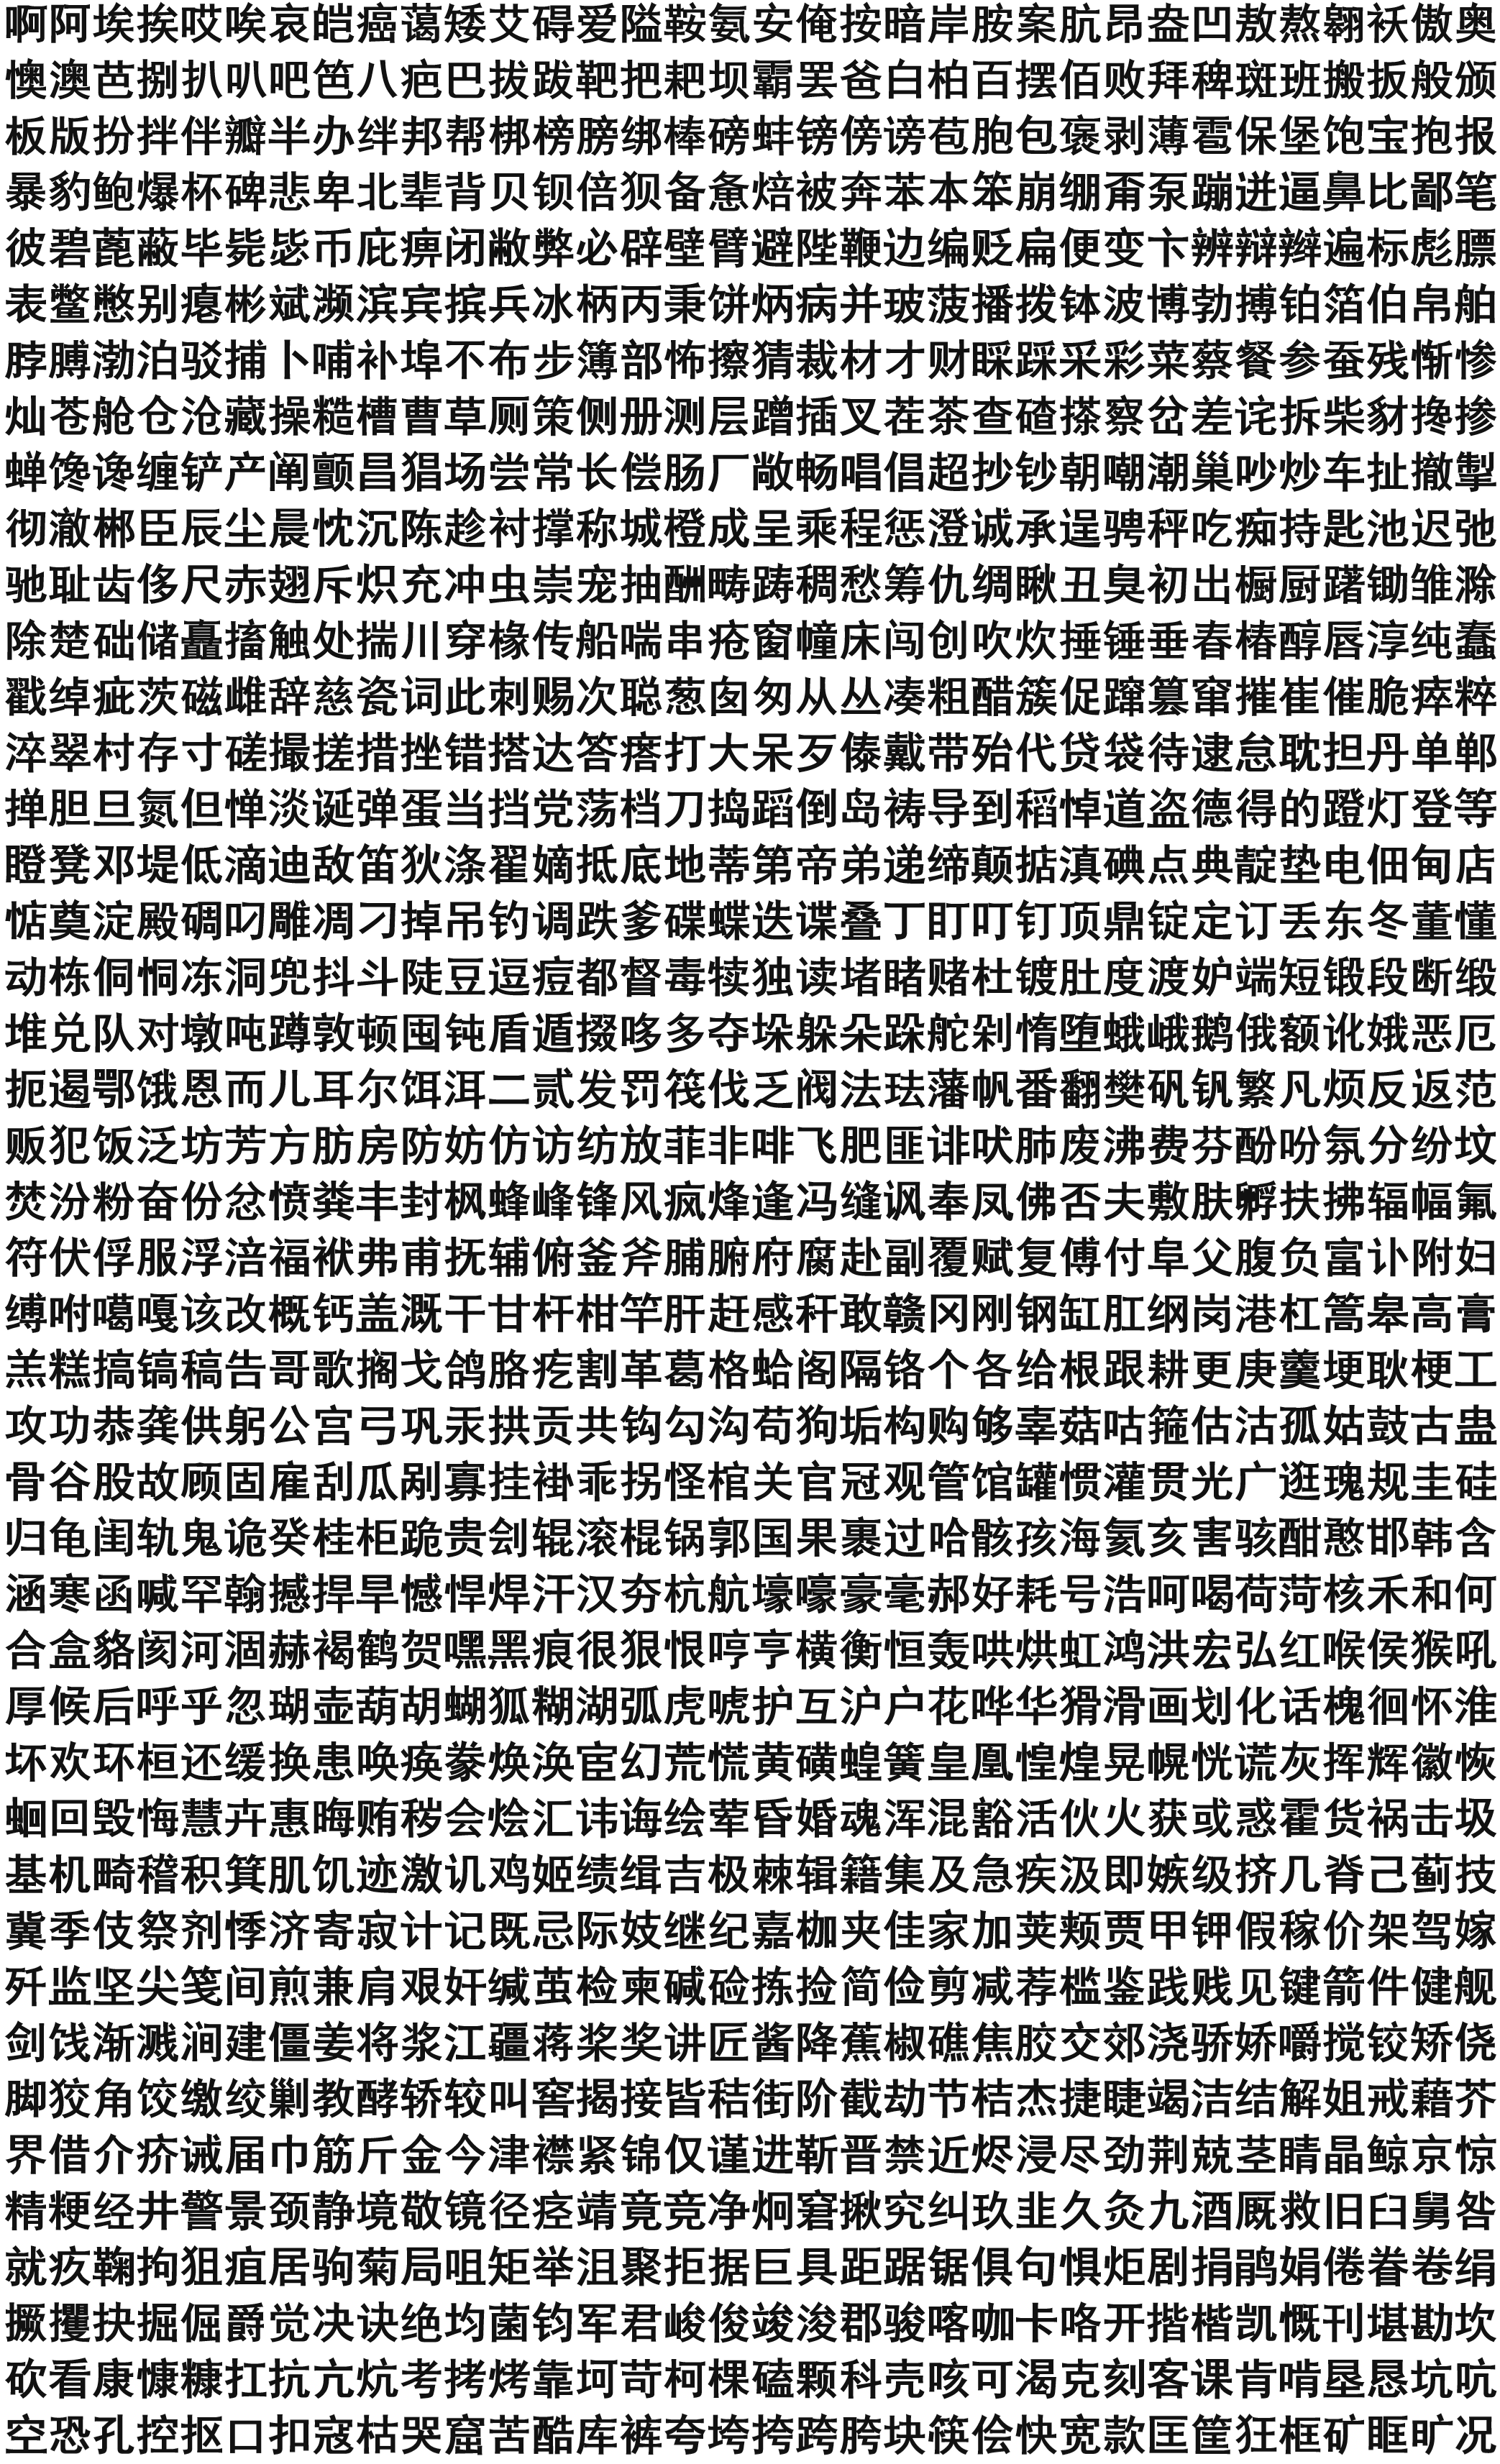 啊阿埃挨哎唉哀皑癌蔼矮艾碍爱隘鞍氨安俺按暗岸胺案肮昂盎凹敖熬翱袄傲奥
懊澳芭捌扒叭吧笆八疤巴拔跋靶把耙坝霸罢爸白柏百摆佰败拜稗斑班搬扳般颁
板版扮拌伴瓣半办绊邦帮梆榜膀绑棒磅蚌镑傍谤苞胞包褒剥薄雹保堡饱宝抱报
暴豹鲍爆杯碑悲卑北辈背贝钡倍狈备惫焙被奔苯本笨崩绷甭泵蹦迸逼鼻比鄙笔
彼碧蓖蔽毕毙毖币庇痹闭敝弊必辟壁臂避陛鞭边编贬扁便变卞辨辩辫遍标彪膘
表鳖憋别瘪彬斌濒滨宾摈兵冰柄丙秉饼炳病并玻菠播拨钵波博勃搏铂箔伯帛舶
脖膊渤泊驳捕卜哺补埠不布步簿部怖擦猜裁材才财睬踩采彩菜蔡餐参蚕残惭惨
灿苍舱仓沧藏操糙槽曹草厕策侧册测层蹭插叉茬茶查碴搽察岔差诧拆柴豺搀掺
蝉馋谗缠铲产阐颤昌猖场尝常长偿肠厂敞畅唱倡超抄钞朝嘲潮巢吵炒车扯撤掣
彻澈郴臣辰尘晨忱沉陈趁衬撑称城橙成呈乘程惩澄诚承逞骋秤吃痴持匙池迟弛
驰耻齿侈尺赤翅斥炽充冲虫崇宠抽酬畴踌稠愁筹仇绸瞅丑臭初出橱厨躇锄雏滁
除楚础储矗搐触处揣川穿椽传船喘串疮窗幢床闯创吹炊捶锤垂春椿醇唇淳纯蠢
戳绰疵茨磁雌辞慈瓷词此刺赐次聪葱囱匆从丛凑粗醋簇促蹿篡窜摧崔催脆瘁粹
淬翠村存寸磋撮搓措挫错搭达答瘩打大呆歹傣戴带殆代贷袋待逮怠耽担丹单郸
掸胆旦氮但惮淡诞弹蛋当挡党荡档刀捣蹈倒岛祷导到稻悼道盗德得的蹬灯登等
瞪凳邓堤低滴迪敌笛狄涤翟嫡抵底地蒂第帝弟递缔颠掂滇碘点典靛垫电佃甸店
惦奠淀殿碉叼雕凋刁掉吊钓调跌爹碟蝶迭谍叠丁盯叮钉顶鼎锭定订丢东冬董懂
动栋侗恫冻洞兜抖斗陡豆逗痘都督毒犊独读堵睹赌杜镀肚度渡妒端短锻段断缎
堆兑队对墩吨蹲敦顿囤钝盾遁掇哆多夺垛躲朵跺舵剁惰堕蛾峨鹅俄额讹娥恶厄
扼遏鄂饿恩而儿耳尔饵洱二贰发罚筏伐乏阀法珐藩帆番翻樊矾钒繁凡烦反返范
贩犯饭泛坊芳方肪房防妨仿访纺放菲非啡飞肥匪诽吠肺废沸费芬酚吩氛分纷坟
焚汾粉奋份忿愤粪丰封枫蜂峰锋风疯烽逢冯缝讽奉凤佛否夫敷肤孵扶拂辐幅氟
符伏俘服浮涪福袱弗甫抚辅俯釜斧脯腑府腐赴副覆赋复傅付阜父腹负富讣附妇
缚咐噶嘎该改概钙盖溉干甘杆柑竿肝赶感秆敢赣冈刚钢缸肛纲岗港杠篙皋高膏
羔糕搞镐稿告哥歌搁戈鸽胳疙割革葛格蛤阁隔铬个各给根跟耕更庚羹埂耿梗工
攻功恭龚供躬公宫弓巩汞拱贡共钩勾沟苟狗垢构购够辜菇咕箍估沽孤姑鼓古蛊
骨谷股故顾固雇刮瓜剐寡挂褂乖拐怪棺关官冠观管馆罐惯灌贯光广逛瑰规圭硅
归龟闺轨鬼诡癸桂柜跪贵刽辊滚棍锅郭国果裹过哈骸孩海氦亥害骇酣憨邯韩含
涵寒函喊罕翰撼捍旱憾悍焊汗汉夯杭航壕嚎豪毫郝好耗号浩呵喝荷菏核禾和何
合盒貉阂河涸赫褐鹤贺嘿黑痕很狠恨哼亨横衡恒轰哄烘虹鸿洪宏弘红喉侯猴吼
厚候后呼乎忽瑚壶葫胡蝴狐糊湖弧虎唬护互沪户花哗华猾滑画划化话槐徊怀淮
坏欢环桓还缓换患唤痪豢焕涣宦幻荒慌黄磺蝗簧皇凰惶煌晃幌恍谎灰挥辉徽恢
蛔回毁悔慧卉惠晦贿秽会烩汇讳诲绘荤昏婚魂浑混豁活伙火获或惑霍货祸击圾
基机畸稽积箕肌饥迹激讥鸡姬绩缉吉极棘辑籍集及急疾汲即嫉级挤几脊己蓟技
冀季伎祭剂悸济寄寂计记既忌际妓继纪嘉枷夹佳家加荚颊贾甲钾假稼价架驾嫁
歼监坚尖笺间煎兼肩艰奸缄茧检柬碱硷拣捡简俭剪减荐槛鉴践贱见键箭件健舰
剑饯渐溅涧建僵姜将浆江疆蒋桨奖讲匠酱降蕉椒礁焦胶交郊浇骄娇嚼搅铰矫侥
脚狡角饺缴绞剿教酵轿较叫窖揭接皆秸街阶截劫节桔杰捷睫竭洁结解姐戒藉芥
界借介疥诫届巾筋斤金今津襟紧锦仅谨进靳晋禁近烬浸尽劲荆兢茎睛晶鲸京惊
精粳经井警景颈静境敬镜径痉靖竟竞净炯窘揪究纠玖韭久灸九酒厩救旧臼舅咎
就疚鞠拘狙疽居驹菊局咀矩举沮聚拒据巨具距踞锯俱句惧炬剧捐鹃娟倦眷卷绢
撅攫抉掘倔爵觉决诀绝均菌钧军君峻俊竣浚郡骏喀咖卡咯开揩楷凯慨刊堪勘坎
砍看康慷糠扛抗亢炕考拷烤靠坷苛柯棵磕颗科壳咳可渴克刻客课肯啃垦恳坑吭
空恐孔控抠口扣寇枯哭窟苦酷库裤夸垮挎跨胯块筷侩快宽款匡筐狂框矿眶旷况